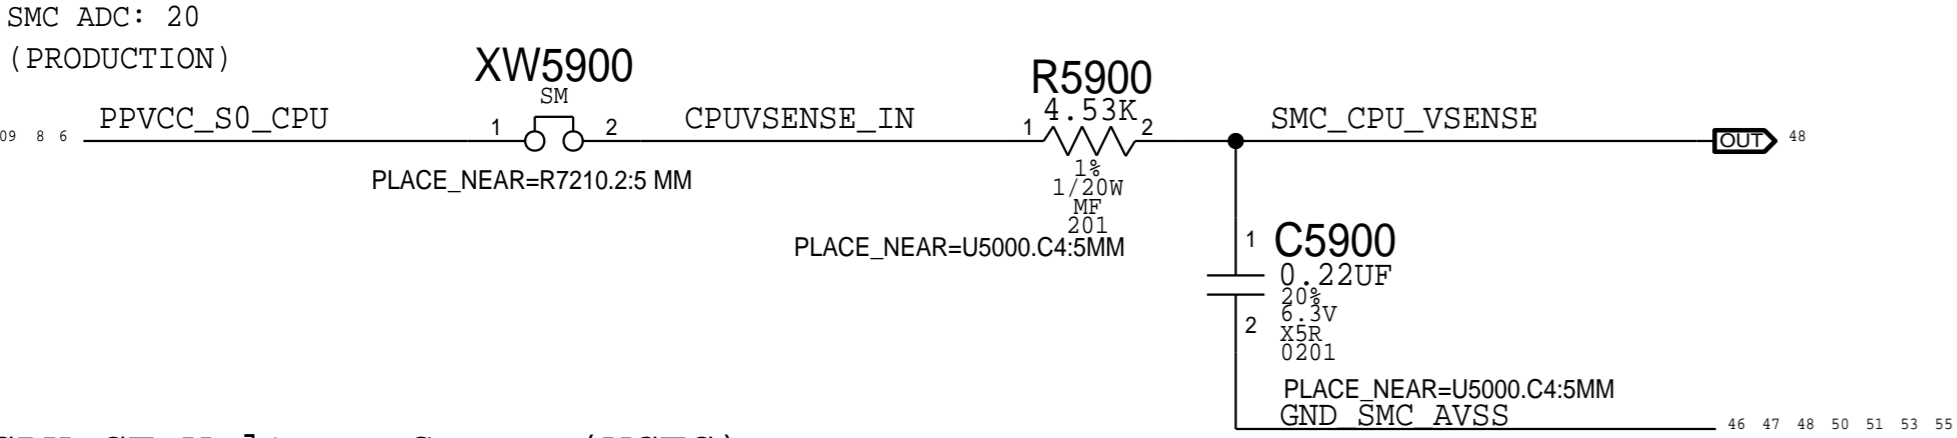 SMC ADC: 20
(PRODUCTION)
XW5900
SM
R5900
4.53K
09 8 6
PPVCC_S0_CPU
1
2
CPUVSENSE_IN
1
2
SMC_CPU_VSENSE
OUT
48
PLACE_NEAR=R7210.2:5 MM
1%
1/20W
MF
201
PLACE_NEAR=U5000.C4:5MM
1
C5900
0.22UF
20%
6.3V
X5R
0201
2
PLACE_NEAR=U5000.C4:5MM
GND_SMC_AVSS
46 47 48 50 51 53 55